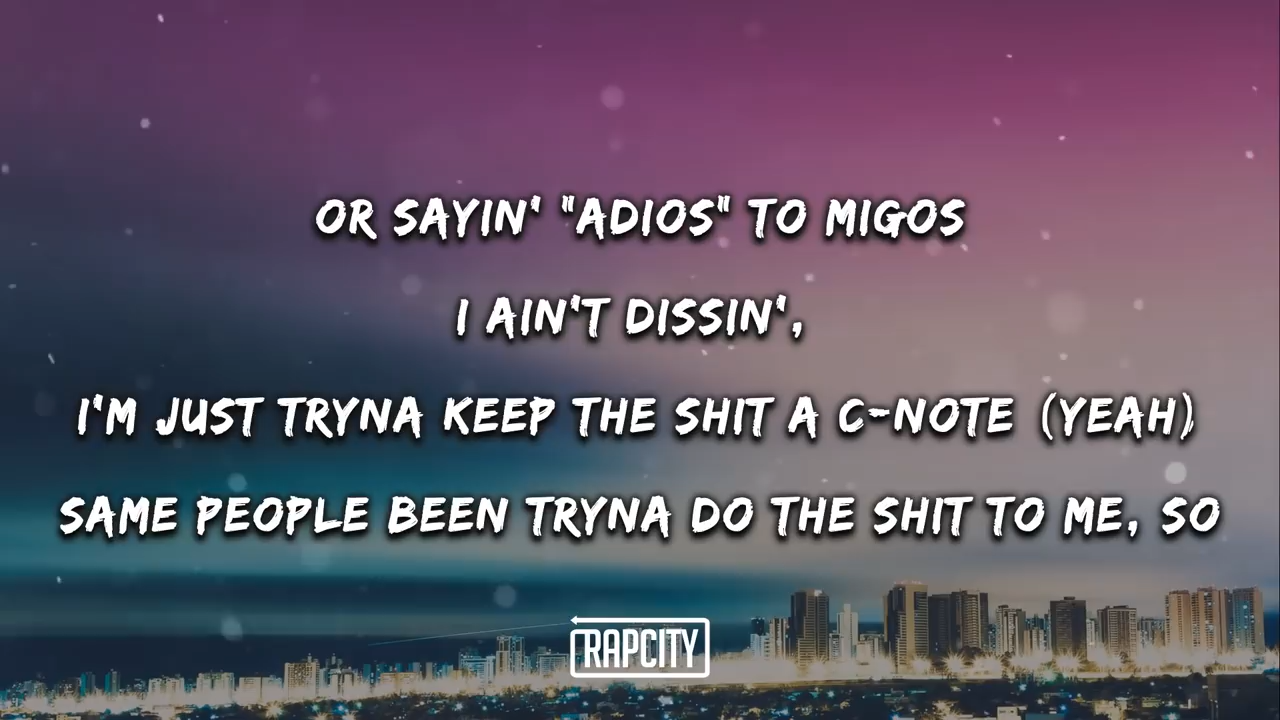 OR SAYIN' "ADIOS" TO MIGOS
I AIN'T DISSIN',
I'M JUST TRYNA KEEP THE SHIT A C-NOTE (YEAH)
SAME PEOPLE BEEN TRYNA DO THE SHIT TO ME, SO
RAPCITY